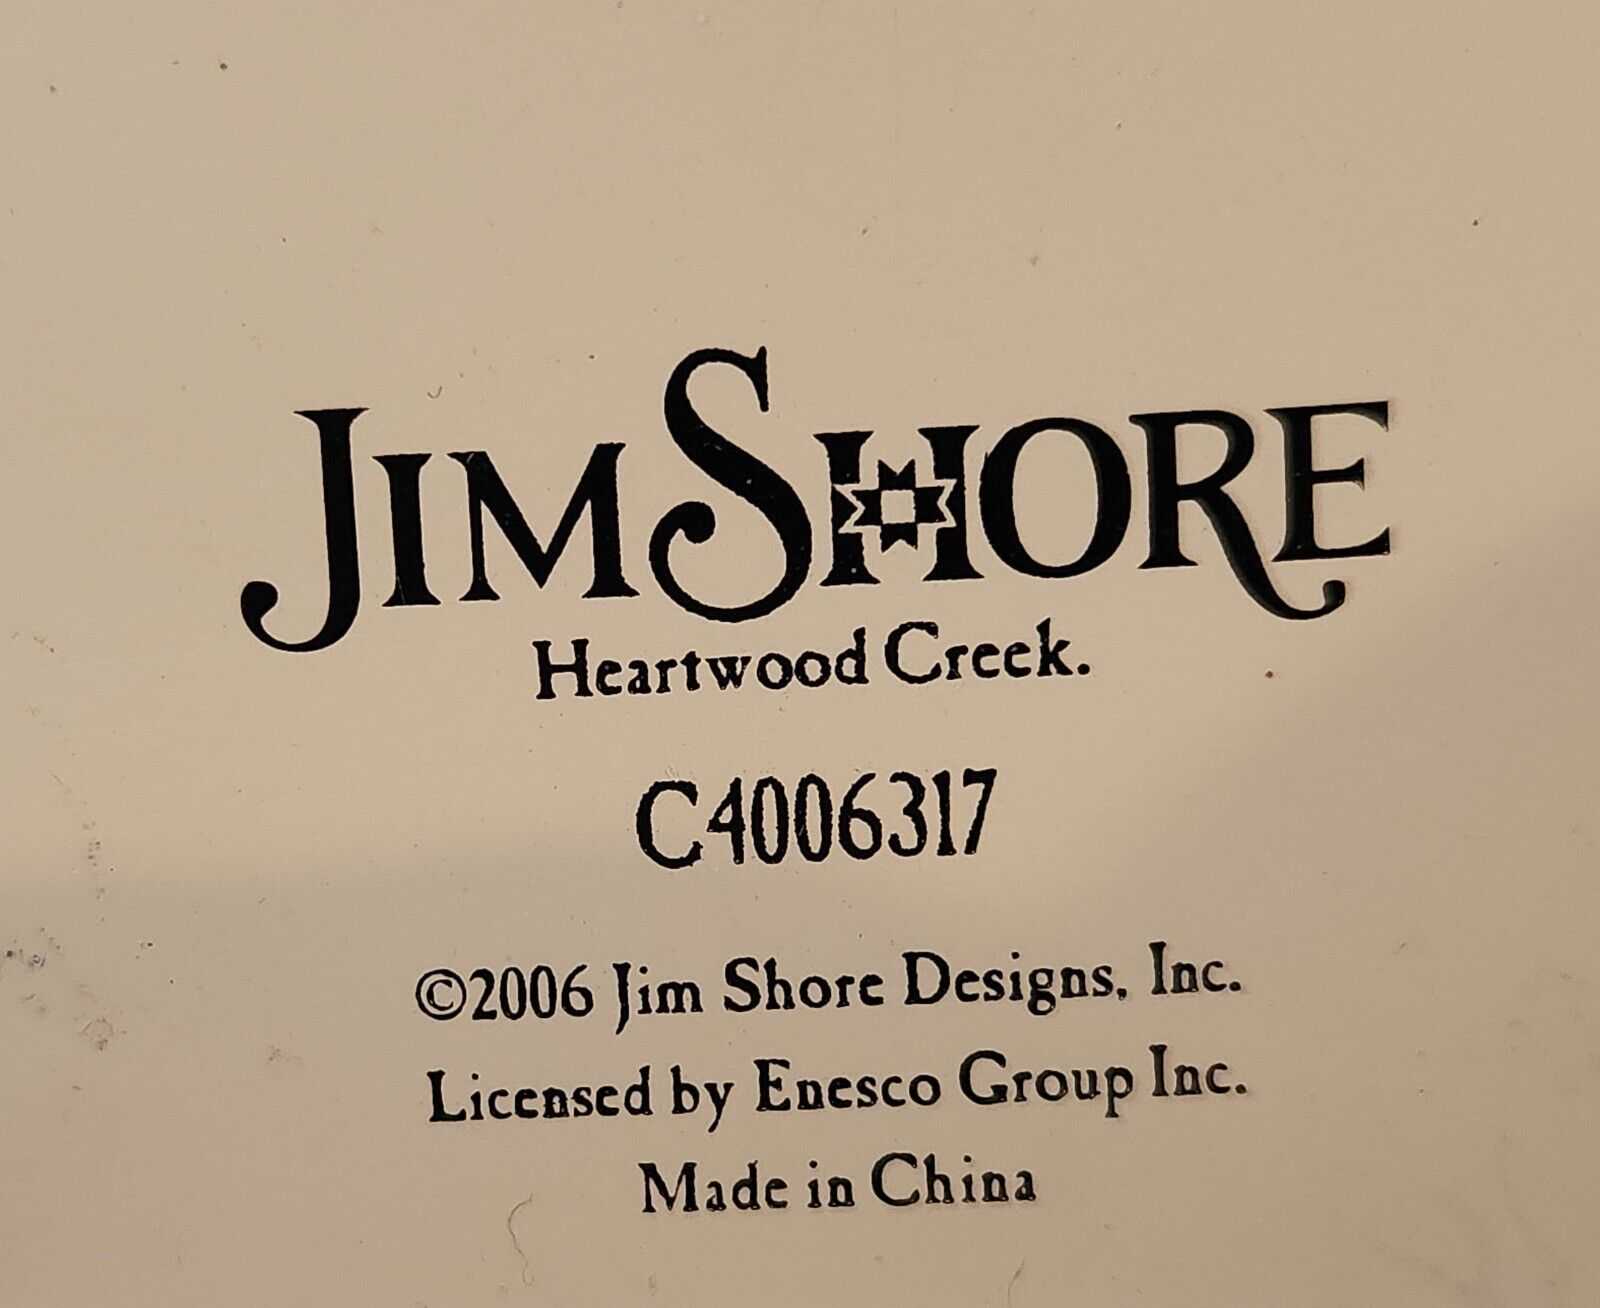 JIM SHORE
Heartwood Creek.
C4006317
©2006 Jim Shore Designs, Inc.
Licensed by Enesco Group Inc.
Made in China